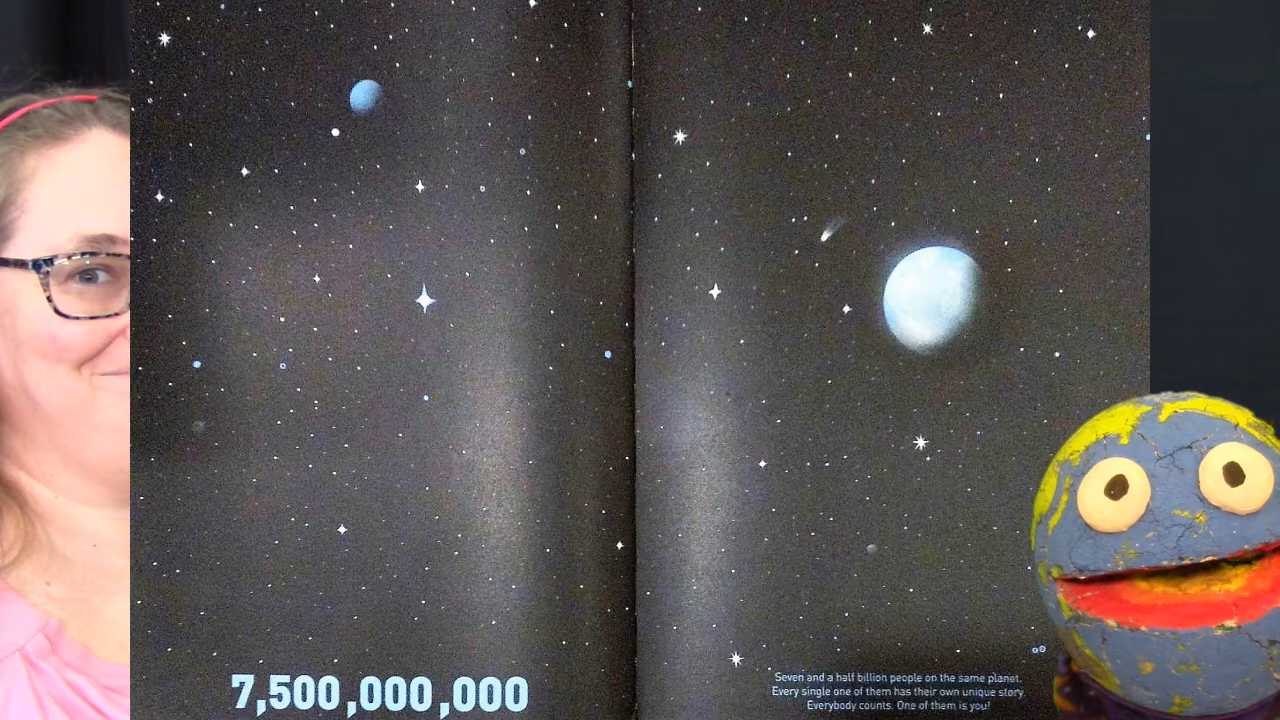 7,500,000,000
Seven and a half billion people on the same planet.
Every single one of them has their own unique story.
Everybody counts. One of them is you!